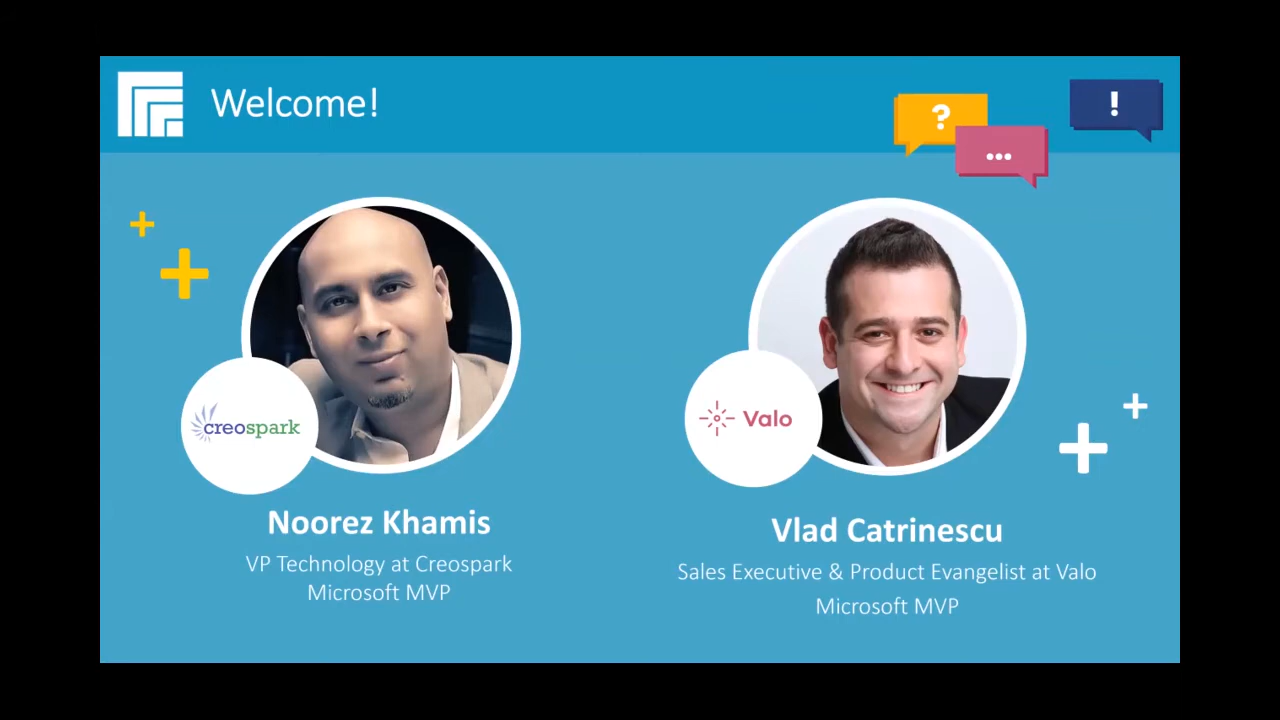 Welcome!
?
!
...
creospark
Valo
Noorez Khamis
VP Technology at Creospark
Microsoft MVP
Vlad Catrinescu
Sales Executive & Product Evangelist at Valo
Microsoft MVP